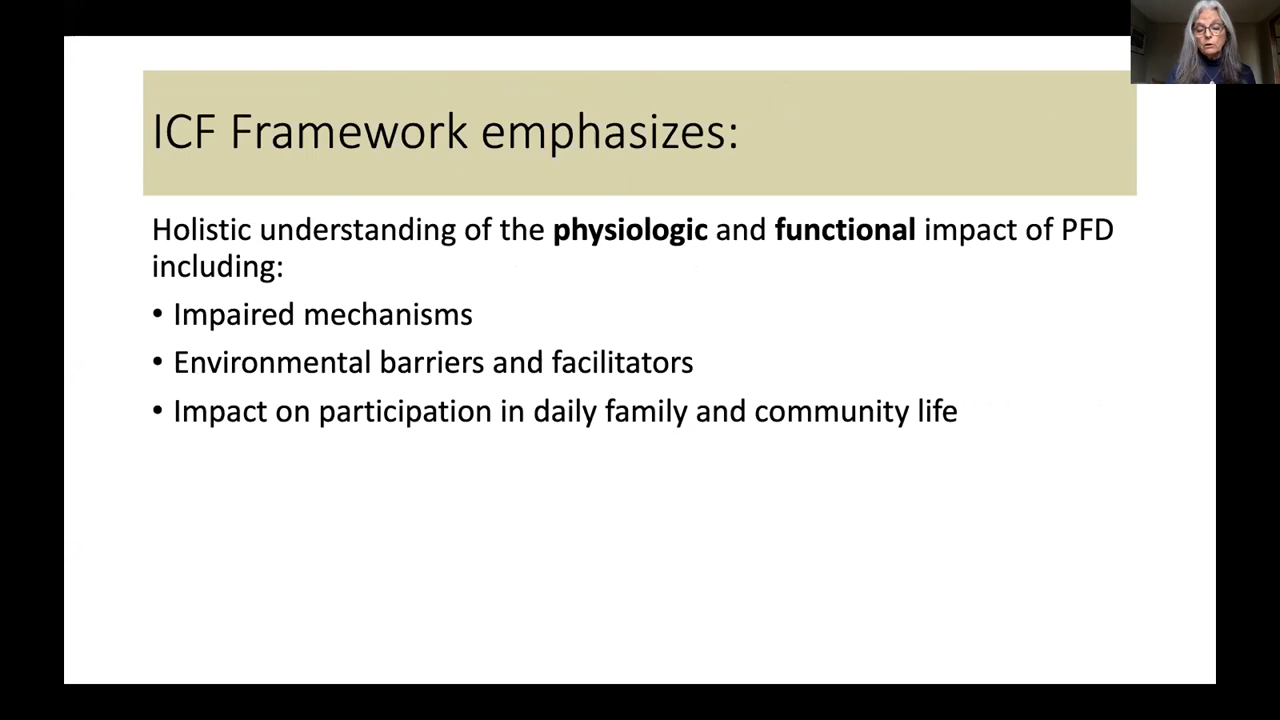 ICF Framework emphasizes:
Holistic understanding of the physiologic and functional impact of PFD
including:
• Impaired mechanisms
• Environmental barriers and facilitators
• Impact on participation in daily family and community life